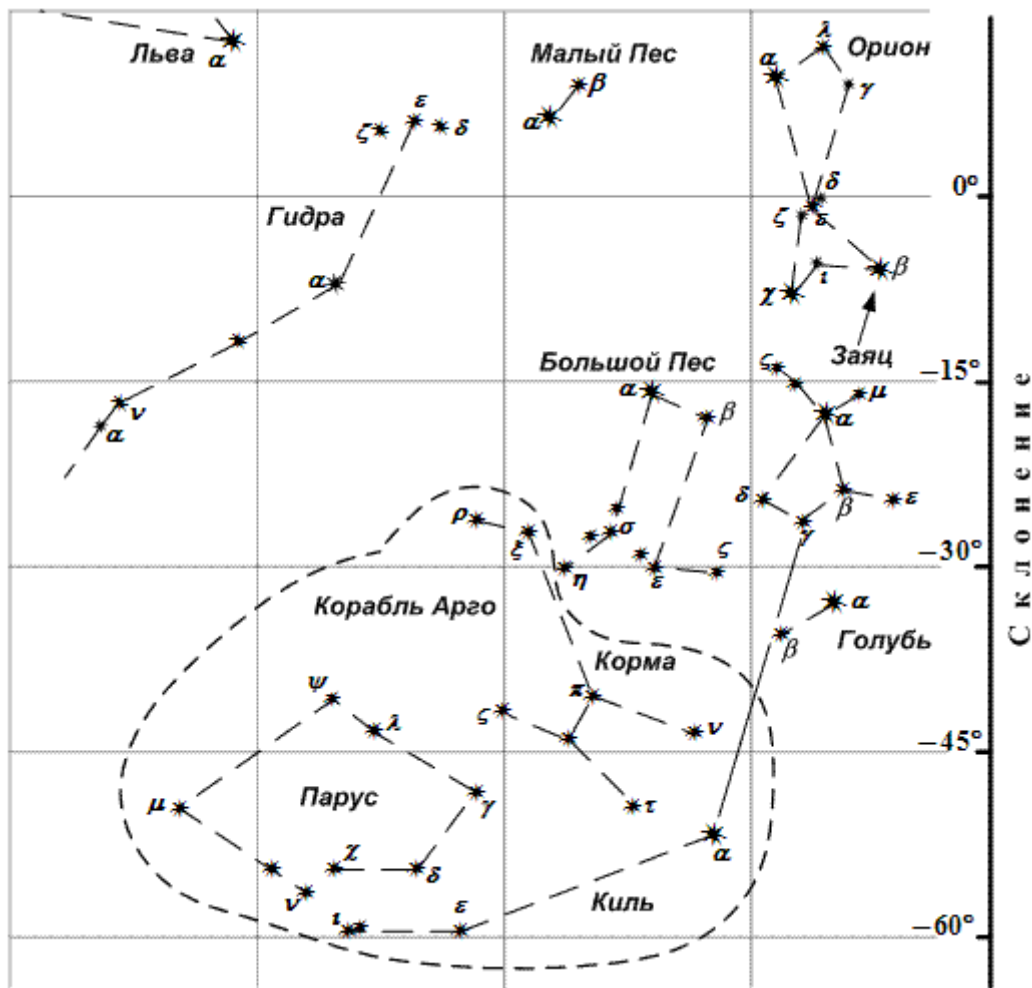 λ
Орион
Льва
α
Малый Пес
α
β
γ
ε
ζ
δ
α
δ
0°
ζ
ε
Гидра
β
ι
α
χ
Заяц
Большой Пес
ς
−15°
α
μ
ν
β
α
α
δ
β
ε
ρ
σ
γ
ξ
ς
−30°
η
ε
Корабль Арго
α
Голубь
β
Корма
ψ
π
λ
ς
ν
−45°
Парус
μ
γ
τ
α
χ
δ
ν
Киль
ι
ε
−60°
Склонение